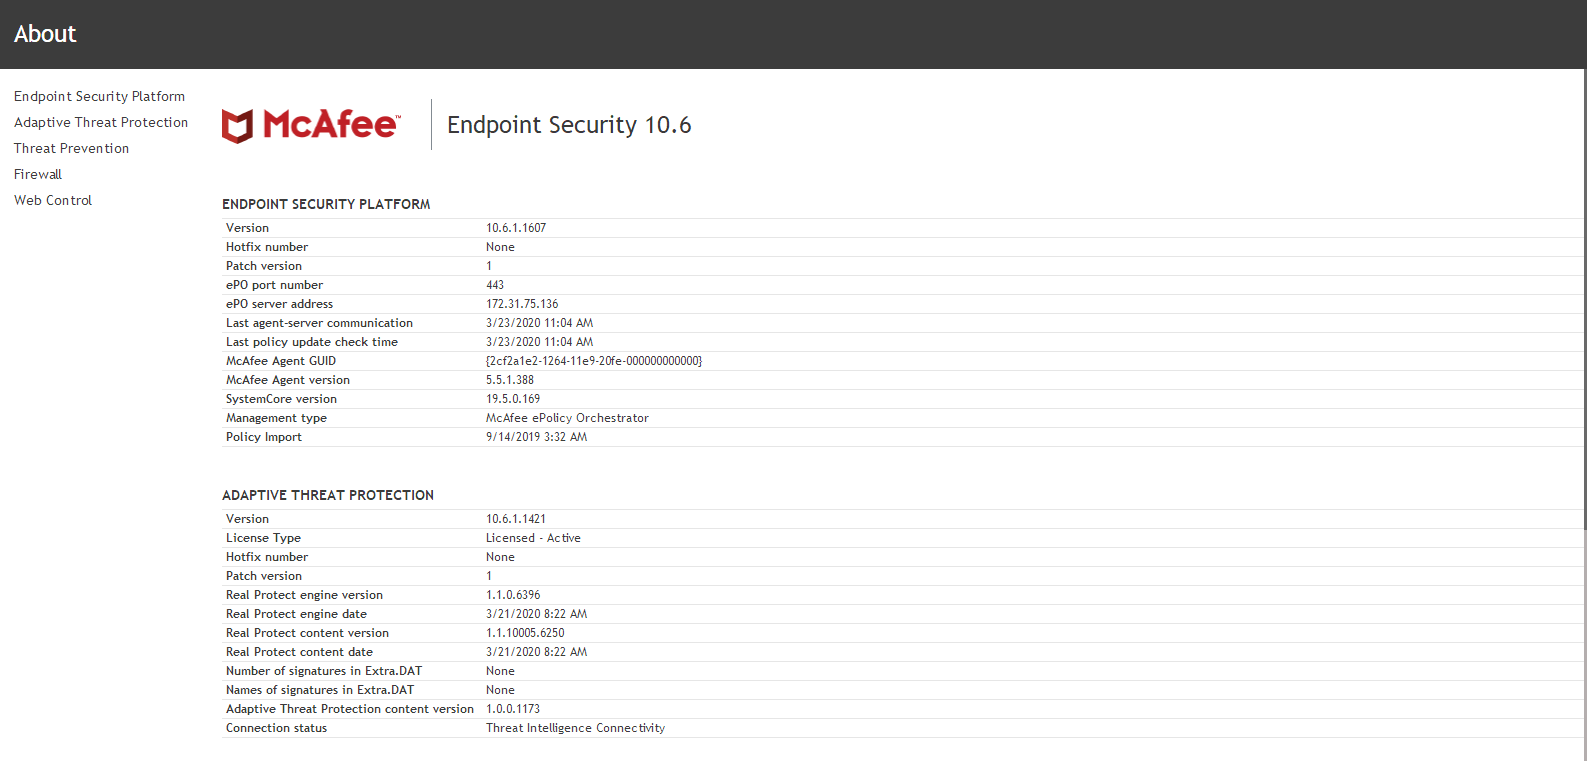 About
Endpoint Security Platform
Adaptive Threat Protection
Threat Prevention
Firewall
Web Control
McAfee™
Endpoint Security 10.6
ENDPOINT SECURITY PLATFORM
Version 10.6.1.1607
Hotfix number None
Patch version 1
ePO port number 443
ePO server address 172.31.75.136
Last agent-server communication 3/23/2020 11:04 AM
Last policy update check time 3/23/2020 11:04 AM
McAfee Agent GUID {2cf2a1e2-1264-11e9-20fe-000000000000}
McAfee Agent version 5.5.1.388
SystemCore version 19.5.0.169
Management type McAfee ePolicy Orchestrator
Policy Import 9/14/2019 3:32 AM
ADAPTIVE THREAT PROTECTION
Version 10.6.1.1421
License Type Licensed - Active
Hotfix number None
Patch version 1
Real Protect engine version 1.1.0.6396
Real Protect engine date 3/21/2020 8:22 AM
Real Protect content version 1.1.10005.6250
Real Protect content date 3/21/2020 8:22 AM
Number of signatures in Extra.DAT None
Names of signatures in Extra.DAT None
Adaptive Threat Protection content version 1.0.0.1173
Connection status Threat Intelligence Connectivity